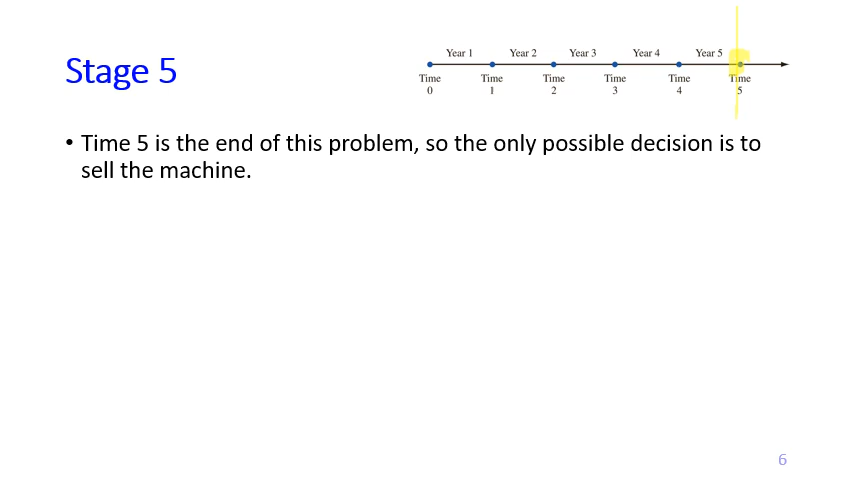 Stage 5
Year 1 Year 2 Year 3 Year 4 Year 5
Time Time Time Time Time Time
0 1 2 3 4 5
• Time 5 is the end of this problem, so the only possible decision is to
sell the machine.
6